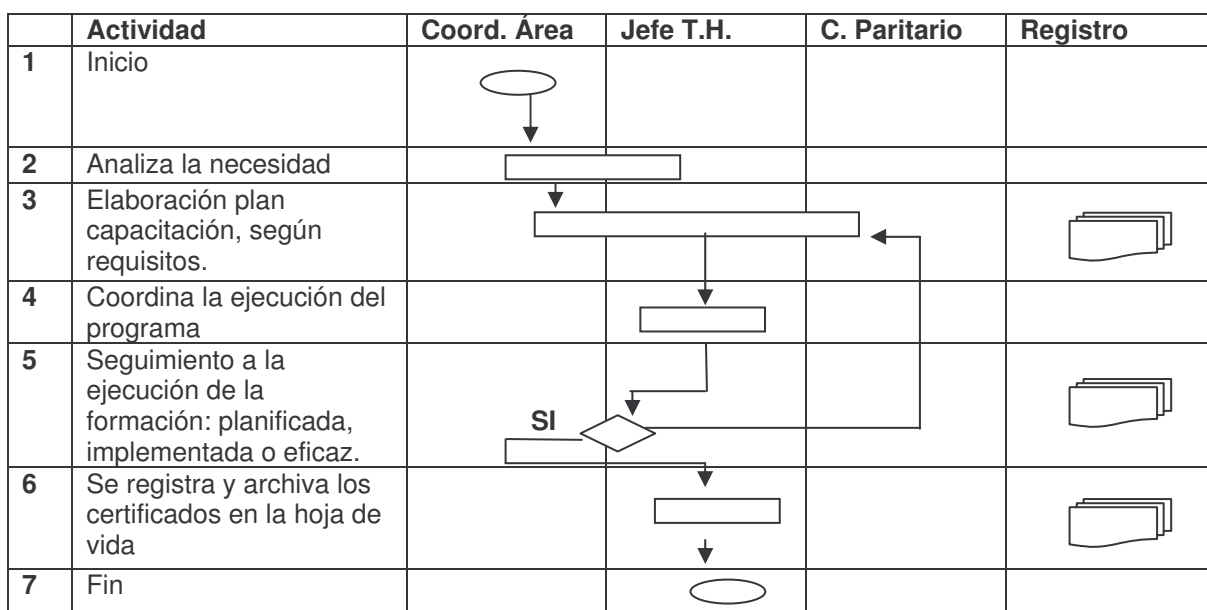 Actividad Coord. Área Jefe T.H. C. Paritario Registro
1 Inicio
2 Analiza la necesidad
3 Elaboración plan
capacitación, según
requisitos.
4 Coordina la ejecución del
programa
5 Seguimiento a la
ejecución de la
formación: planificada,
implementada o eficaz.
SI
6 Se registra y archiva los
certificados en la hoja de
vida
7 Fin